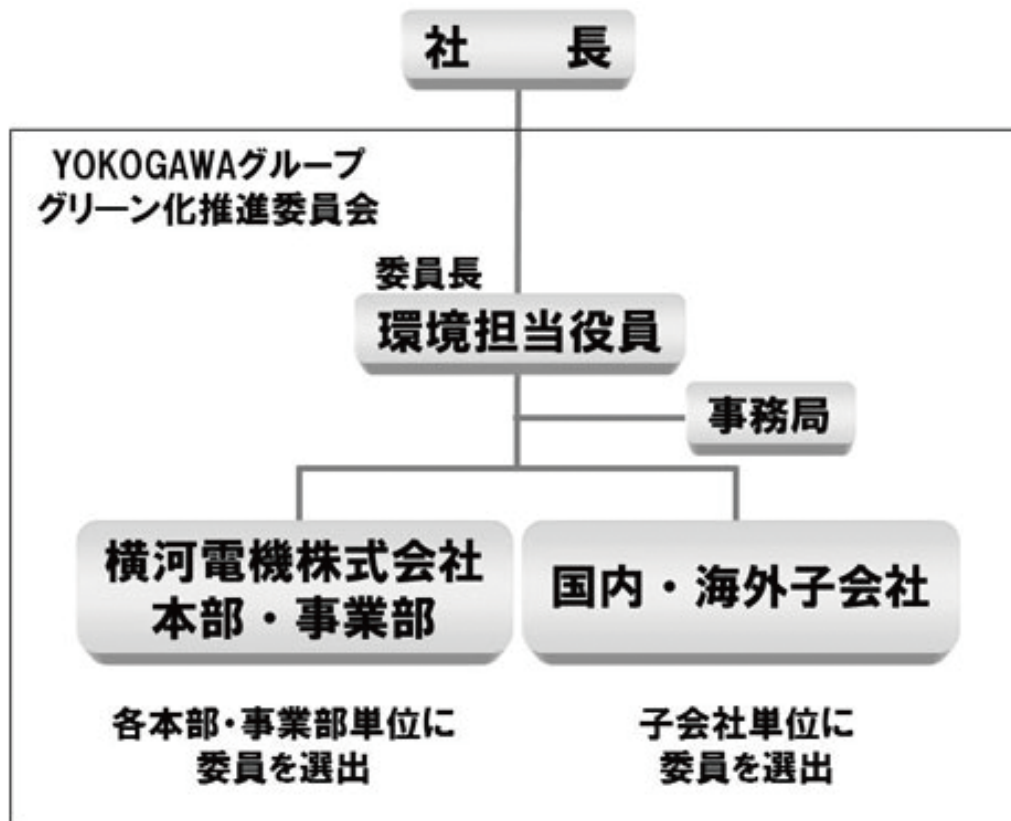 社　　長
YOKOGAWAグループ
グリーン化推進委員会
委員長
環境担当役員
事務局
横河電機株式会社
本部・事業部
国内・海外子会社
各本部・事業部単位に
委員を選出
子会社単位に
委員を選出